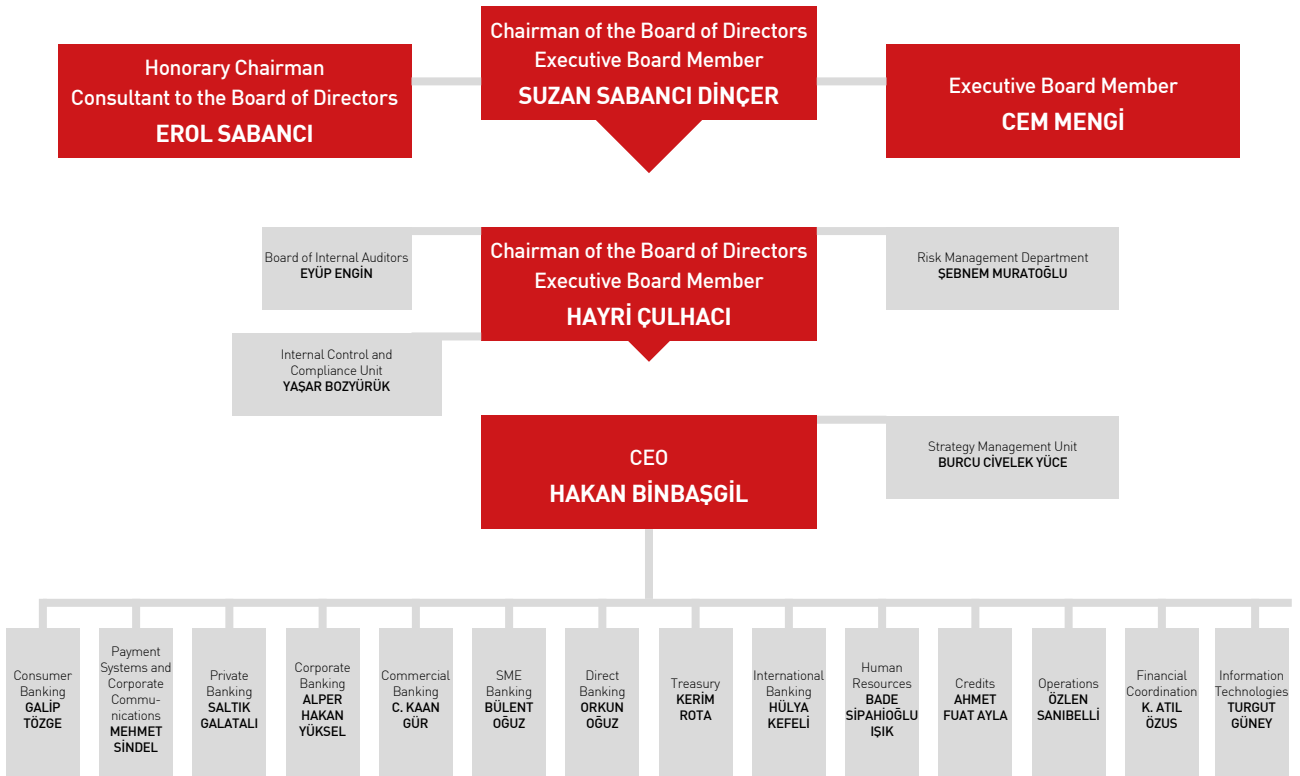 Honorary Chairman
Consultant to the Board of Directors
EROL SABANCI
Chairman of the Board of Directors
Executive Board Member
SUZAN SABANCI DİNÇER
Executive Board Member
CEM MENGİ
Board of Internal Auditors
EYÜP ENGİN
Chairman of the Board of Directors
Executive Board Member
HAYRİ ÇULHACI
Risk Management Department
ŞEBNEM MURATOĞLU
Internal Control and
Compliance Unit
YAŞAR BOZYÜRÜK
CEO
HAKAN BİNBAŞGİL
Strategy Management Unit
BURCU CİVELEK YÜCE
Consumer
Banking
GALİP
TÖZGE
Payment
Systems and
Corporate
Commu-
nications
MEHMET
SİNDEL
Private
Banking
SALTIK
GALATALI
Corporate
Banking
ALPER
HAKAN
YÜKSEL
Commercial
Banking
C. KAAN
GÜR
SME
Banking
BÜLENT
OĞUZ
Direct
Banking
ORKUN
OĞUZ
Treasury
KERİM
ROTA
International
Banking
HÜLYA
KEFELİ
Human
Resources
BADE
SİPAHİOĞLU
IŞIK
Credits
AHMET
FUAT AYLA
Operations
ÖZLEN
SANIBELLİ
Financial
Coordination
K. ATIL
ÖZUS
Information
Technologies
TURGUT
GÜNEY